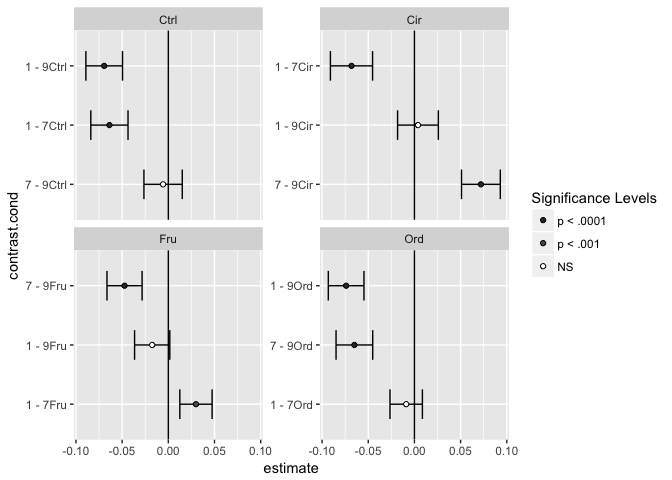 Ctrl
Cir
1 - 9Ctrl
1 - 7Ctrl
7 - 9Ctrl
1 - 7Cir
1 - 9Cir
7 - 9Cir
contrast.cond
Fru
Ord
7 - 9Fru
1 - 9Fru
1 - 7Fru
1 - 9Ord
7 - 9Ord
1 - 7Ord
-0.10 -0.05 0.00 0.05 0.10
-0.10 -0.05 0.00 0.05 0.10
estimate
Significance Levels
p < .0001
p < .001
NS